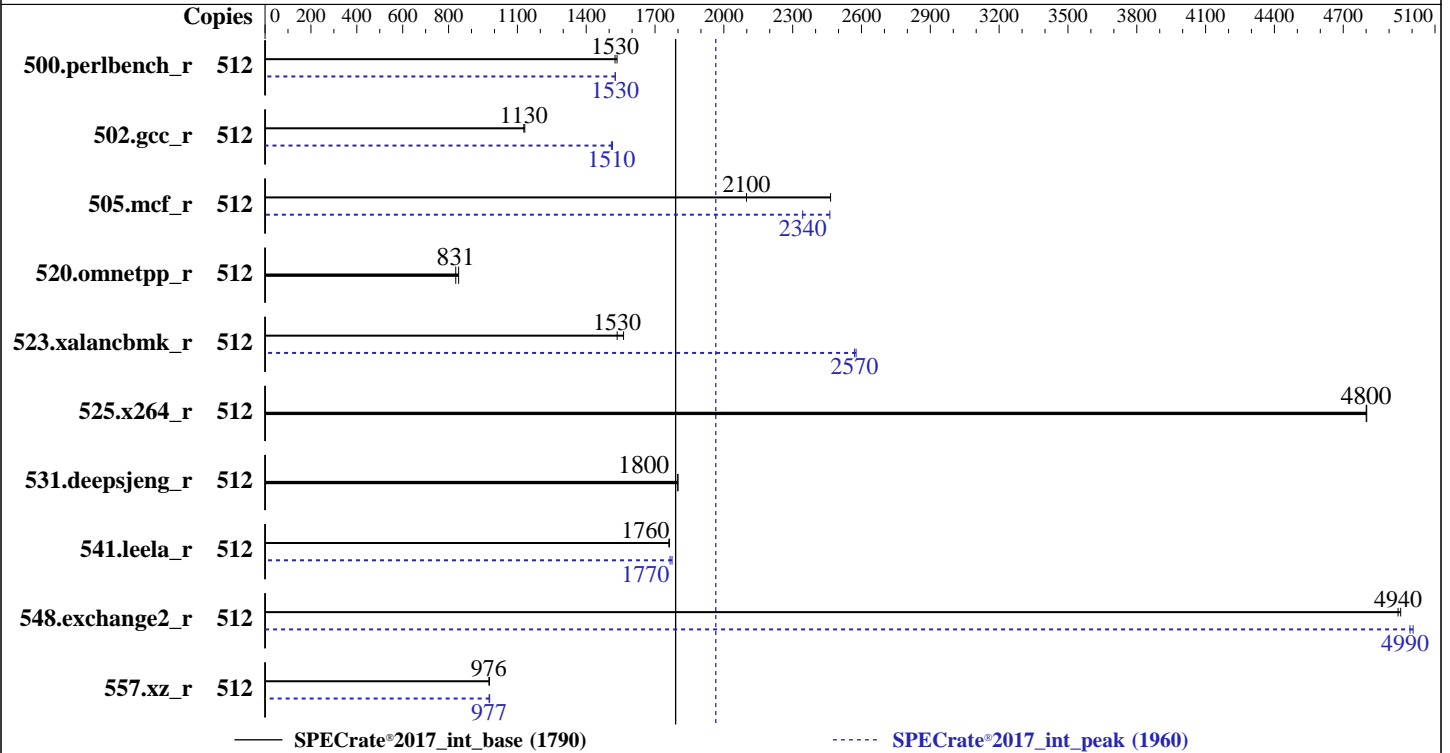 Copies 0 200 400 600 800 1100 1400 1700 2000 2300 2600 2900 3200 3500 3800 4100 4400 4700 5100
1530
500.perlbench_r 512
1530
1130
502.gcc_r 512
1510
2100
505.mcf_r 512
2340
831
520.omnetpp_r 512
1530
523.xalancbmk_r 512
2570
4800
525.x264_r 512
1800
531.deepsjeng_r 512
1760
541.leela_r 512
1770
4940
548.exchange2_r 512
4990
976
557.xz_r 512
977
SPECrate®2017_int_base (1790) SPECrate®2017_int_peak (1960)